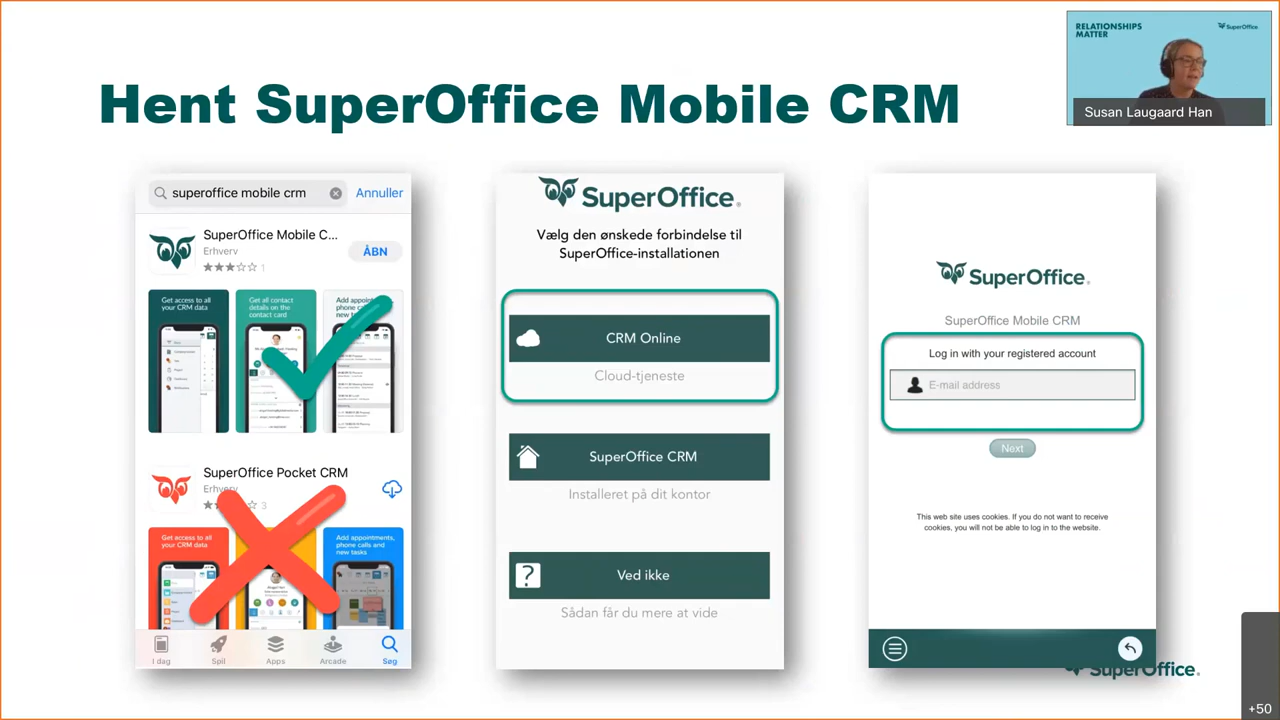 RELATIONSHIPS
MATTER
SuperOffice
Susan Laugaard Han
Hent SuperOffice Mobile CRM
superoffice mobile crm
Annuller
SuperOffice Mobile C...
Erhverv
1
ÅBN
Get access to all
your CRM data
Get all contact
details on the
contact card
Add appoin
phone c
new t
SuperOffice Pocket CRM
Erhverv
3
Get access to all
your CRM data
Add appointments,
phone calls and
new tasks
I dag
Spil
Apps
Arcade
Søg
SuperOffice.
Vælg den ønskede forbindelse til
SuperOffice-installationen
CRM Online
Cloud-tjeneste
SuperOffice CRM
Installeret på dit kontor
?
Ved ikke
Sådan får du mere at vide
SuperOffice.
SuperOffice Mobile CRM
Log in with your registered account
E-mail address
Next
This web site uses cookies. If you do not want to receive
cookies, you will not be able to log in to the website.
SuperOffice.
+50